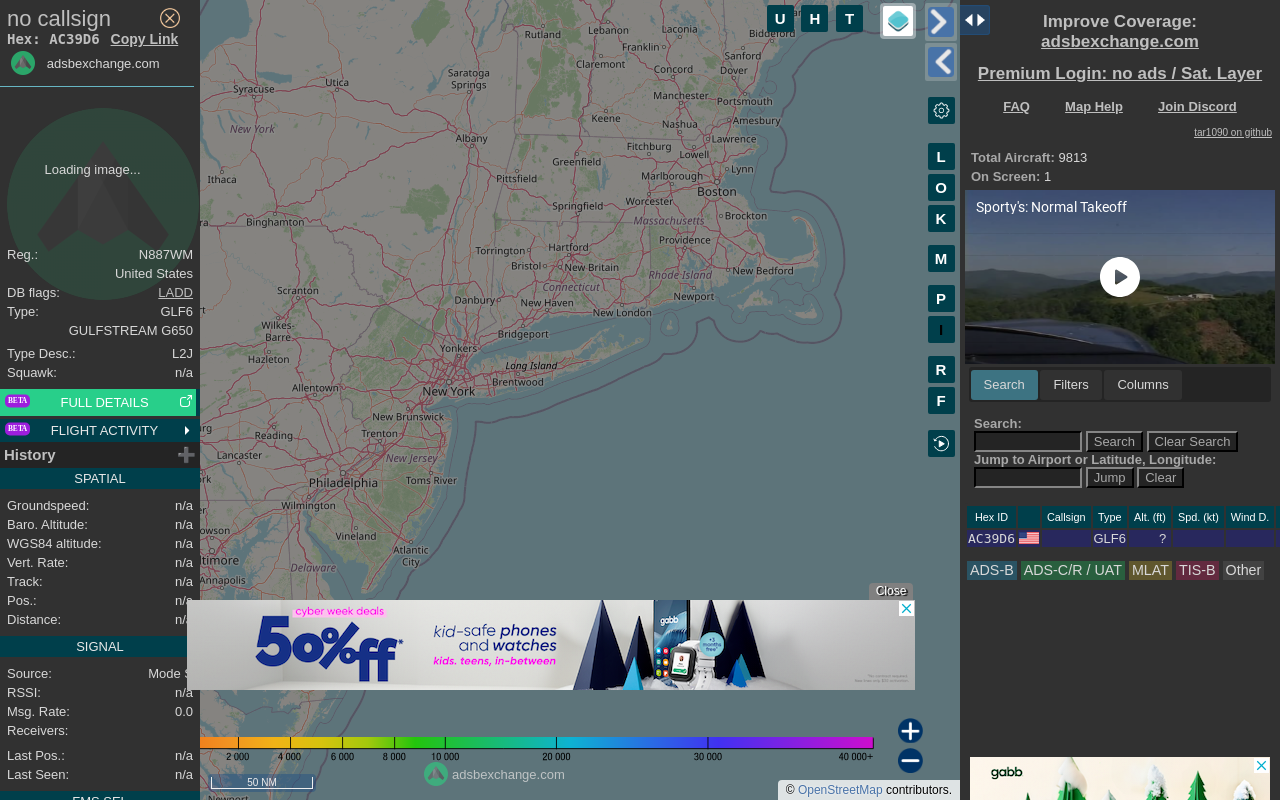 no callsign
Hex: AC39D6 Copy Link
adsbexchange.com
Loading image...
Reg.: N887WM
United States
DB flags: LADD
Type: GLF6
GULFSTREAM G650
Type Desc.: L2J
Squawk: n/a
BETA FULL DETAILS
BETA FLIGHT ACTIVITY
History
SPATIAL
Groundspeed: n/a
Baro. Altitude: n/a
WGS84 altitude: n/a
Vert. Rate: n/a
Track: n/a
Pos.: n/a
Distance: n/
SIGNAL
Source: Mode S
RSSI: n/a
Msg. Rate: 0.0
Receivers:
Last Pos.: n/a
Last Seen: n/a
FMS SEL
U H T
L
O
K
M
P
I
R
F
Rutland
Lebanon
Laconia
Franklin
Biddeford
Claremont
Sanford
Concord
Dover
Utica
Saratoga
Springs
Syracuse
Manchester
Portsmouth
Keene
Nashua
Amesbury
New York
Albany
Fitchburg
Lawrence
Greenfield
Lowell
Lynn
Ithaca
Pittsfield
Marlborough
Boston
Springfield
Worcester
Brockton
Massachusetts
Binghamton
Torrington
Hartford
Providence
Bristol
New Britain
Rhode Island
New Bedford
Connecticut
Scranton
Danbury
New Haven
Newport
New London
Wilkes-
Barre
Bridgeport
Yonkers
Hazleton
Long Island
Brentwood
Allentown
New York
New Brunswick
Reading
Trenton
Lancaster
New Jersey
Philadelphia
Toms River
Wilmington
Vineland
Atlantic
City
Annapolis
Delaware
Close
cyber week deals
50% off*
kid-safe phones
and watches
kids. teens, in-between
gabb
+3
months
free*
2 000 4 000 6 000 8 000 10 000 20 000 30 000 40 000+
50 NM
adsbexchange.com
Newport
© OpenStreetMap contributors.
Improve Coverage:
adsbexchange.com
Premium Login: no ads / Sat. Layer
FAQ Map Help Join Discord
tar1090 on github
Total Aircraft: 9813
On Screen: 1
Sporty's: Normal Takeoff
Search Filters Columns
Search:
Search Clear Search
Jump to Airport or Latitude, Longitude:
Jump Clear
Hex ID Callsign Type Alt. (ft) Spd. (kt) Wind D.
AC39D6 GLF6 ?
ADS-B ADS-C/R / UAT MLAT TIS-B Other
gabb